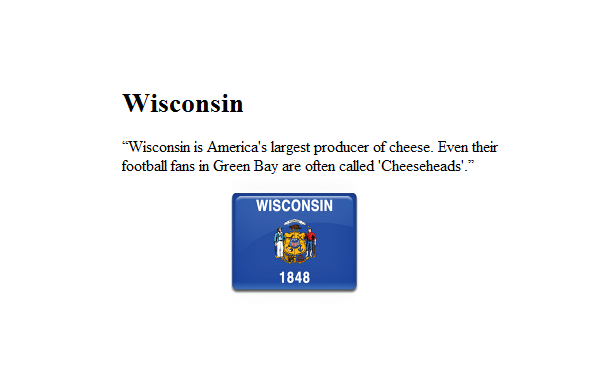 Wisconsin
“Wisconsin is America's largest producer of cheese. Even their
football fans in Green Bay are often called 'Cheeseheads'.”
WISCONSIN
1848